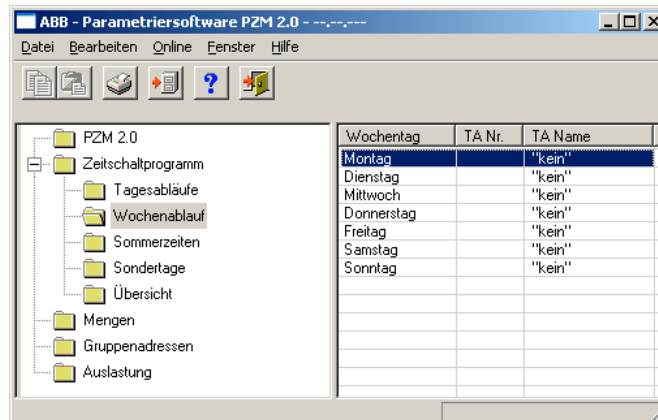 ABB - Parametriersoftware PZM 2.0 - --.--.----
Datei Bearbeiten Online Fenster Hilfe
?
PZM 2.0
Zeitschaltprogramm
Tagesabläufe
Wochenablauf
Sommerzeiten
Sondertage
Übersicht
Mengen
Gruppenadressen
Auslastung
Wochentag TA Nr. TA Name
Montag "kein"
Dienstag "kein"
Mittwoch "kein"
Donnerstag "kein"
Freitag "kein"
Samstag "kein"
Sonntag "kein"